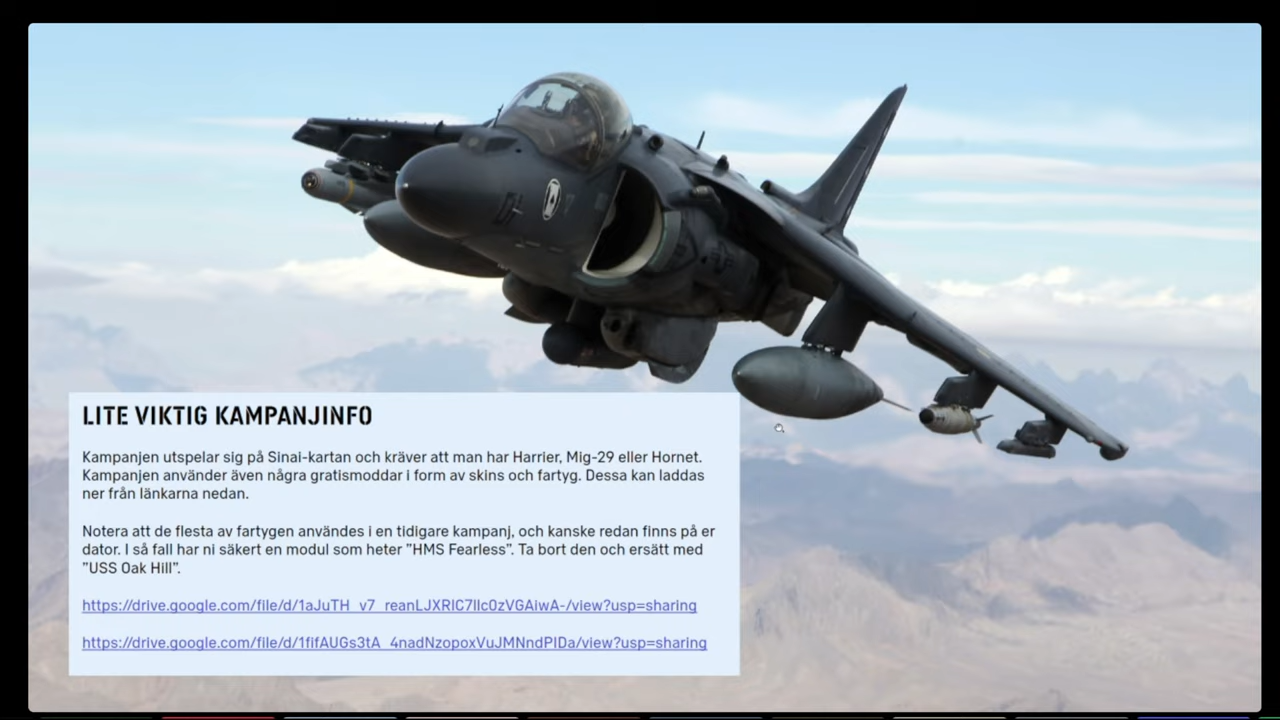 LITE VIKTIG KAMPANJINFO
Kampanjen utspelar sig på Sinai-kartan och kräver att man har Harrier, Mig-29 eller Hornet.
Kampanjen använder även några gratismoddar i form av skins och fartyg. Dessa kan laddas
ner från länkarna nedan.
Notera att de flesta av fartygen användes i en tidigare kampanj, och kanske redan finns på er
dator. I så fall har ni säkert en modul som heter ”HMS Fearless”. Ta bort den och ersätt med
”USS Oak Hill”.
https://drive.google.com/file/d/1aJuTH_v7_reanLJXRlC7llc0zVGAiwA-/view?usp=sharing
https://drive.google.com/file/d/1fifAUGs3tA_4nadNzopoxVuJMNndPlDa/view?usp=sharing